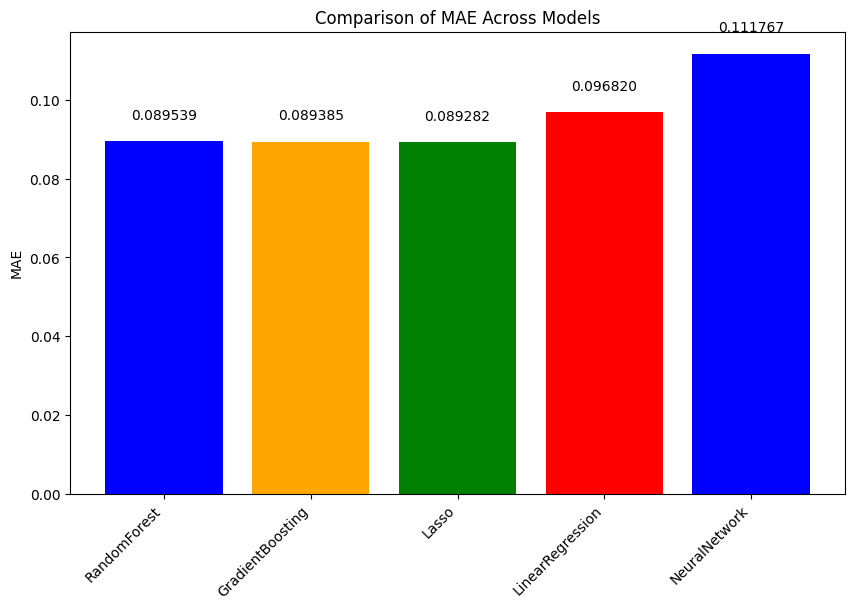 Comparison of MAE Across Models
0.111767
0.096820
0.089539
0.089385
0.089282
MAE
0.10
0.08
0.06
0.04
0.02
0.00
RandomForest
GradientBoosting
Lasso
LinearRegression
NeuralNetwork